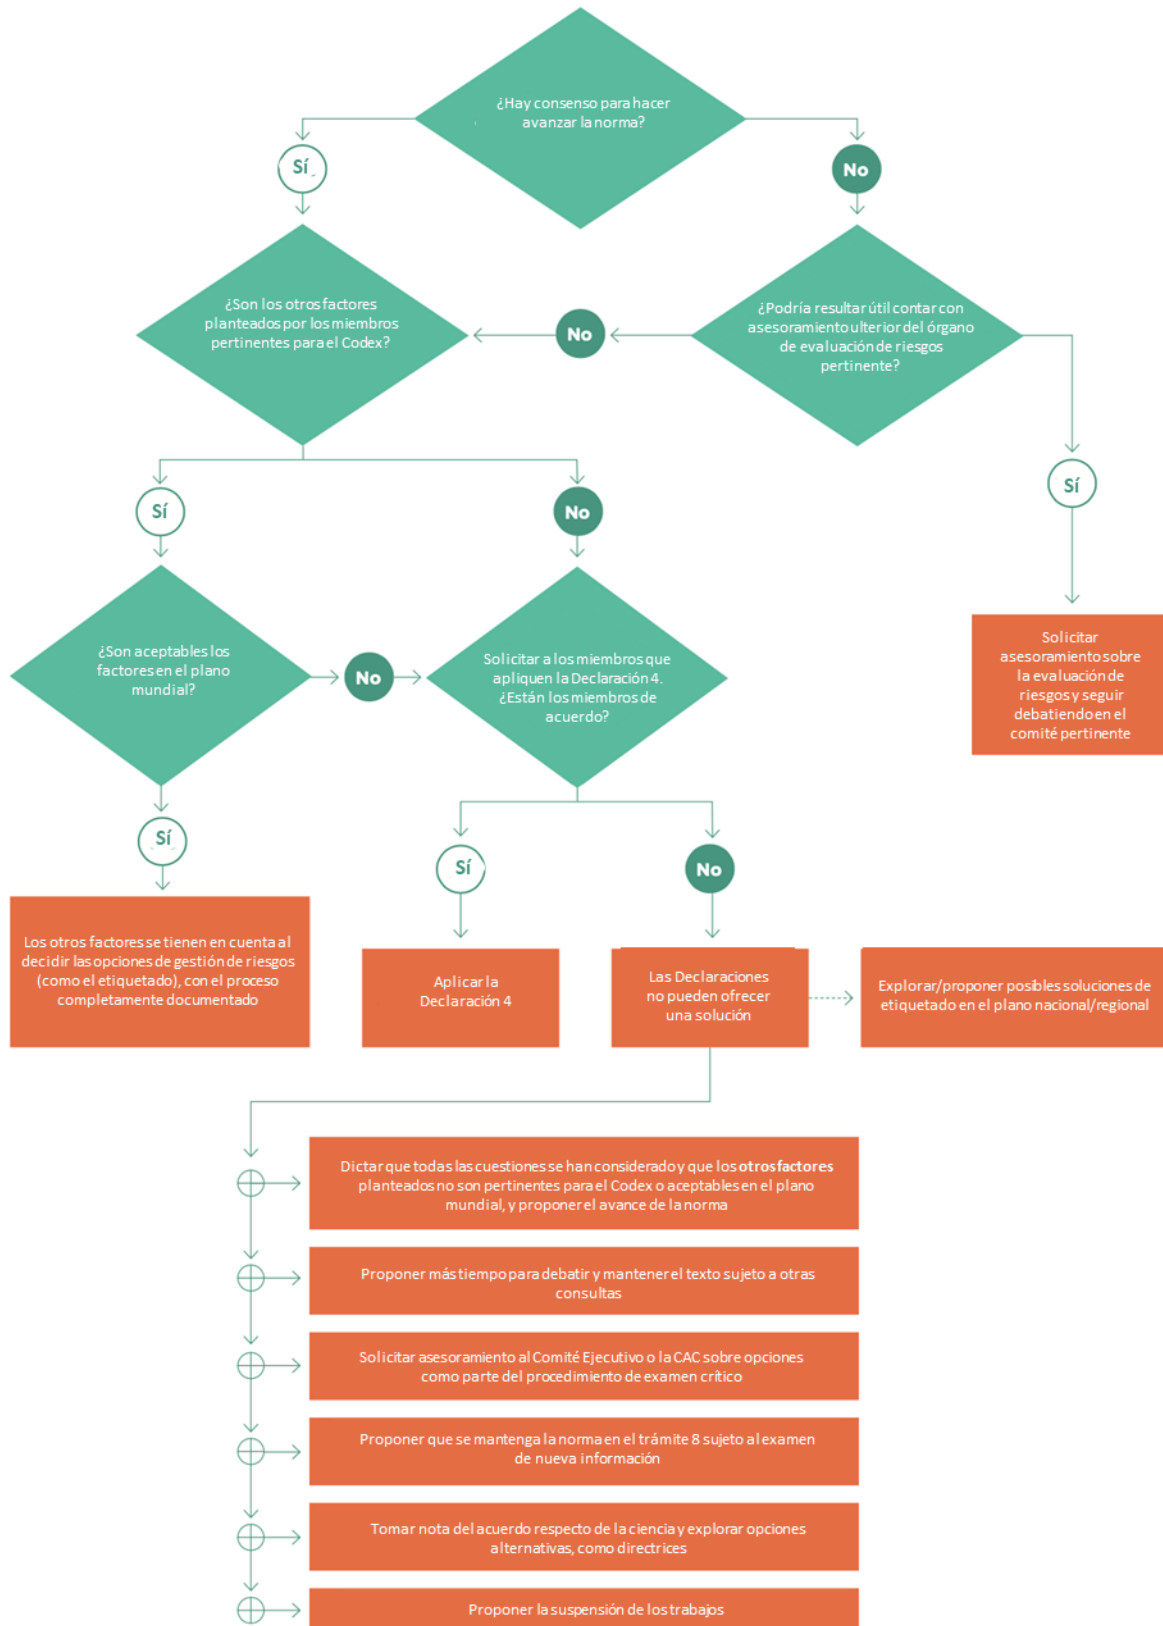 ¿Hay consenso para hacer
avanzar la norma?
Sí
No
¿Son los otros factores
planteados por los miembros
pertinentes para el Codex?
No
¿Podría resultar útil contar con
asesoramiento ulterior del órgano
de evaluación de riesgos
pertinente?
Sí
No
Sí
¿Son aceptables los
factores en el plano
mundial?
No
Solicitar a los miembros que
apliquen la Declaración 4.
¿Están los miembros de
acuerdo?
Solicitar
asesoramiento sobre
la evaluación de
riesgos y seguir
debatiendo en el
comité pertinente
Sí
Sí
No
Los otros factores se tienen en cuenta al
decidir las opciones de gestión de riesgos
(como el etiquetado), con el proceso
completamente documentado
Aplicar la
Declaración 4
Las Declaraciones
no pueden ofrecer
una solución
Explorar/proponer posibles soluciones de
etiquetado en el plano nacional/regional
Dictar que todas las cuestiones se han considerado y que los otros factores
planteados no son pertinentes para el Codex o aceptables en el plano
mundial, y proponer el avance de la norma
Proponer más tiempo para debatir y mantener el texto sujeto a otras
consultas
Solicitar asesoramiento al Comité Ejecutivo o la CAC sobre opciones
como parte del procedimiento de examen crítico
Proponer que se mantenga la norma en el trámite 8 sujeto al examen
de nueva información
Tomar nota del acuerdo respecto de la ciencia y explorar opciones
alternativas, como directrices
Proponer la suspensión de los trabajos